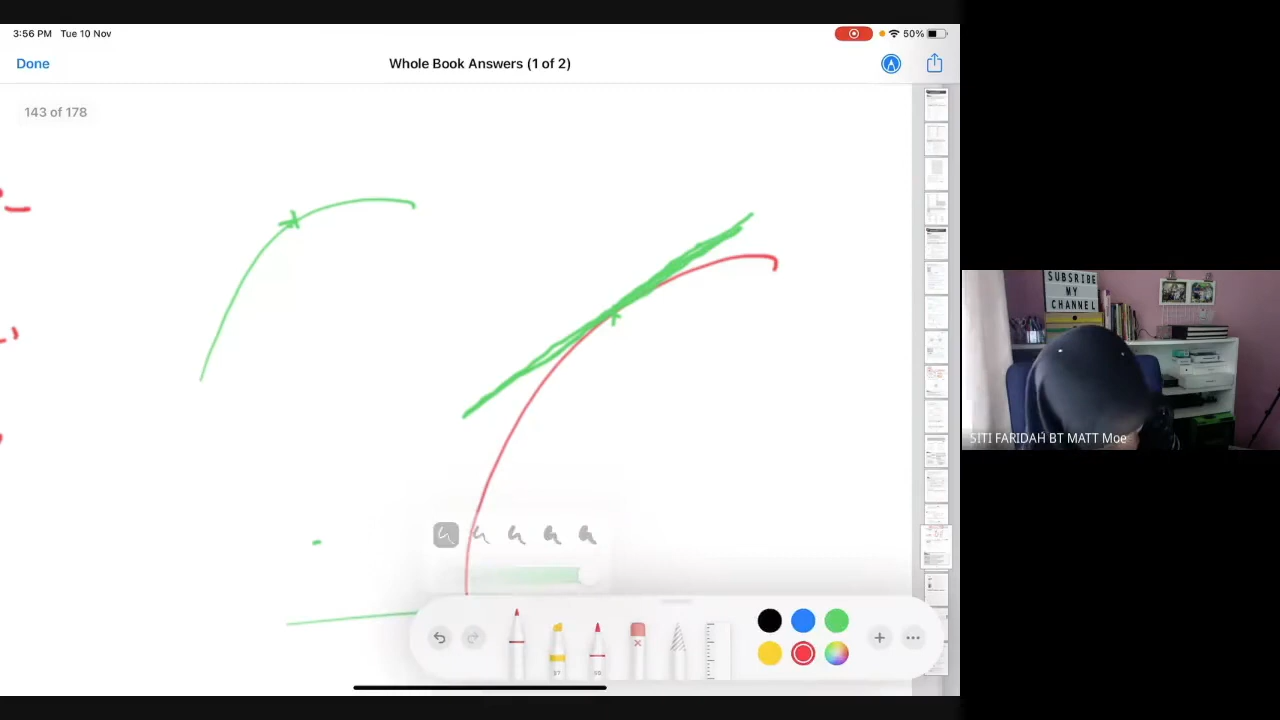 3:56 PM Tue 10 Nov
50%
Done
Whole Book Answers (1 of 2)
143 of 178
SUBSRIBE
MY
CHANNEL
SITI FARIDAH BT MATT Moe